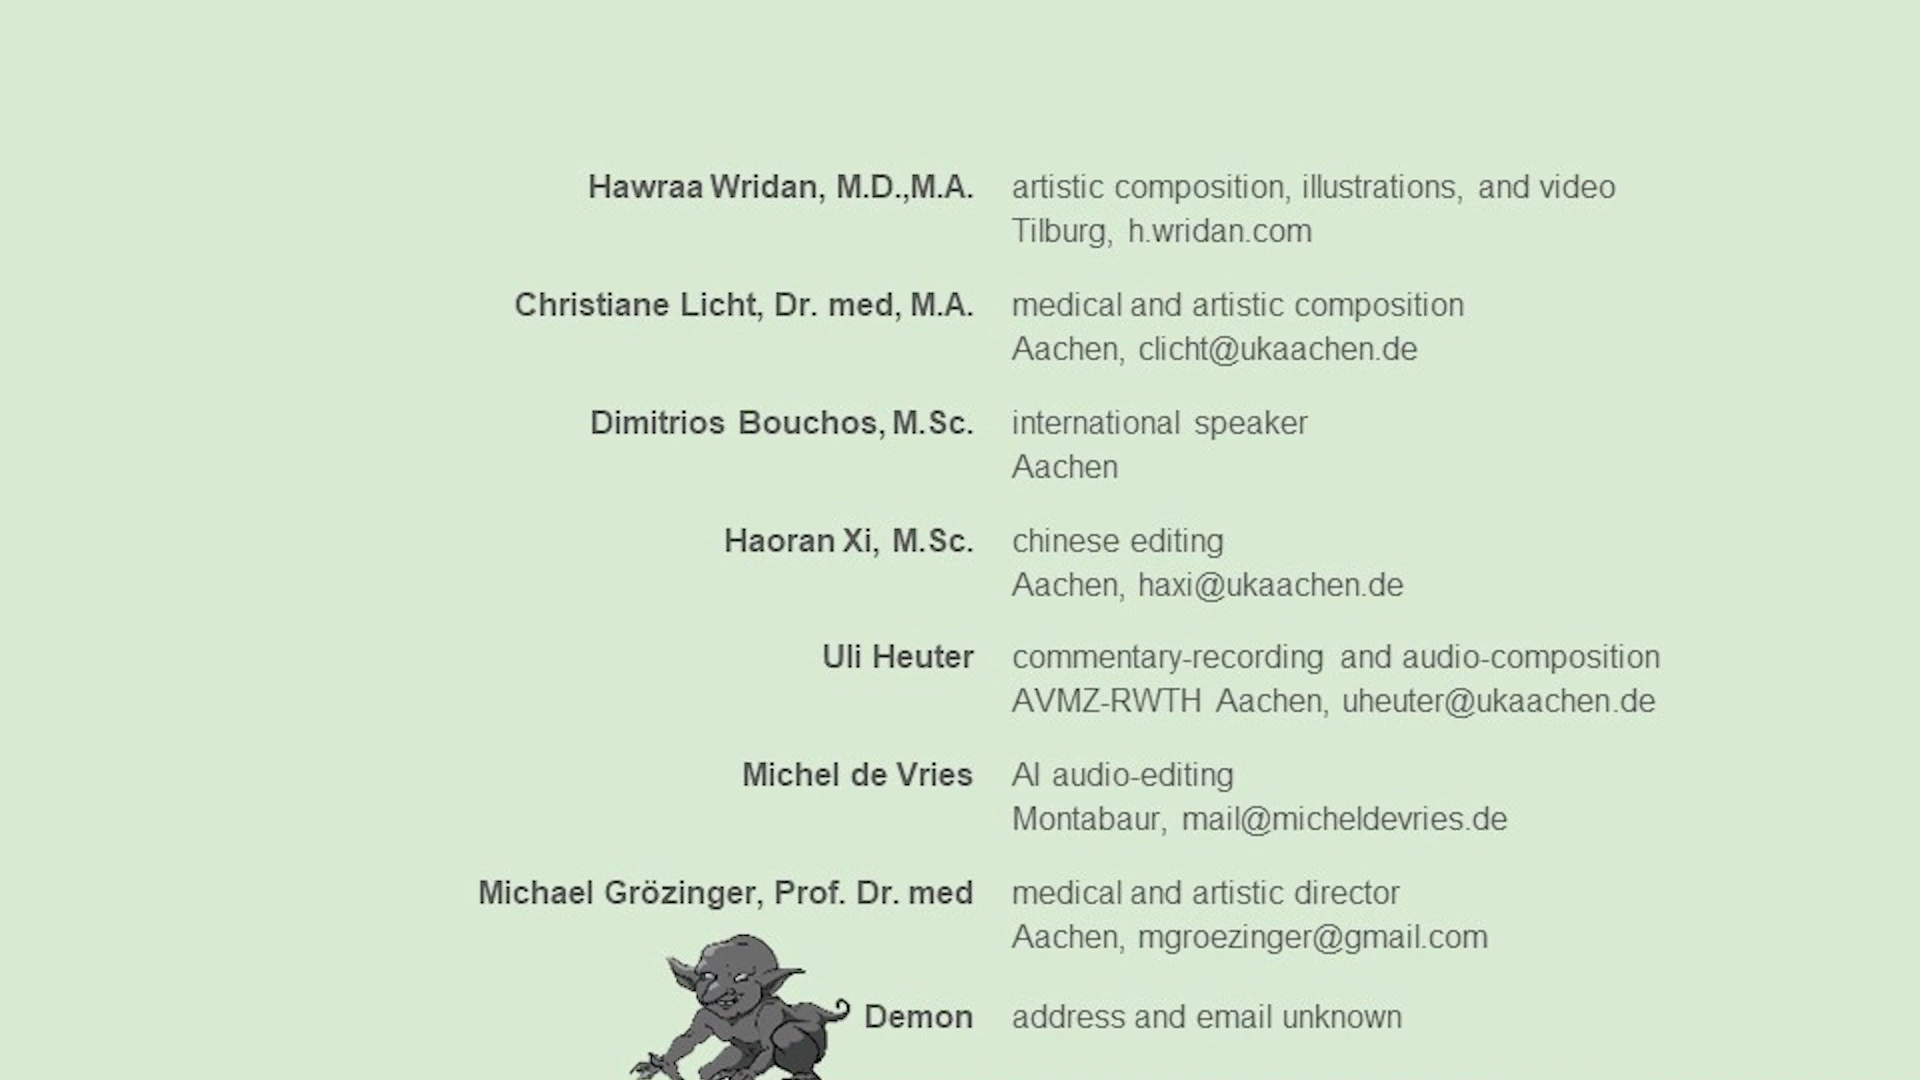 Hawraa Wridan, M.D.,M.A. artistic composition, illustrations, and video
Tilburg, h.wridan.com
Christiane Licht, Dr. med, M.A. medical and artistic composition
Aachen, clicht@ukaachen.de
Dimitrios Bouchos, M.Sc. international speaker
Aachen
Haoran Xi, M.Sc. chinese editing
Aachen, haxi@ukaachen.de
Uli Heuter commentary-recording and audio-composition
AVMZ-RWTH Aachen, uheuter@ukaachen.de
Michel de Vries AI audio-editing
Montabaur, mail@micheldevries.de
Michael Grözinger, Prof. Dr. med medical and artistic director
Aachen, mgroezinger@gmail.com
Demon address and email unknown